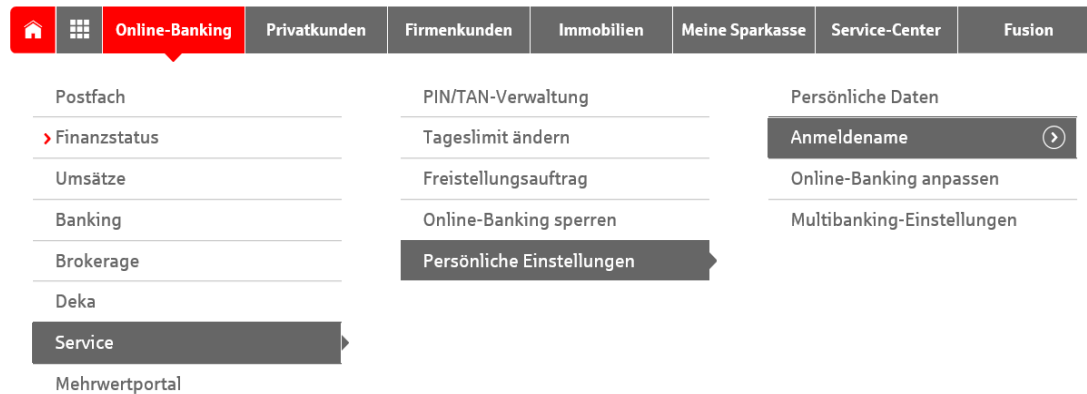 Online-Banking
Privatkunden
Firmenkunden
Immobilien
Meine Sparkasse
Service-Center
Fusion
Postfach
Finanzstatus
Umsätze
Banking
Brokerage
Deka
Service
Mehrwertportal
PIN/TAN-Verwaltung
Tageslimit ändern
Freistellungsauftrag
Online-Banking sperren
Persönliche Einstellungen
Persönliche Daten
Anmeldename
Online-Banking anpassen
Multibanking-Einstellungen